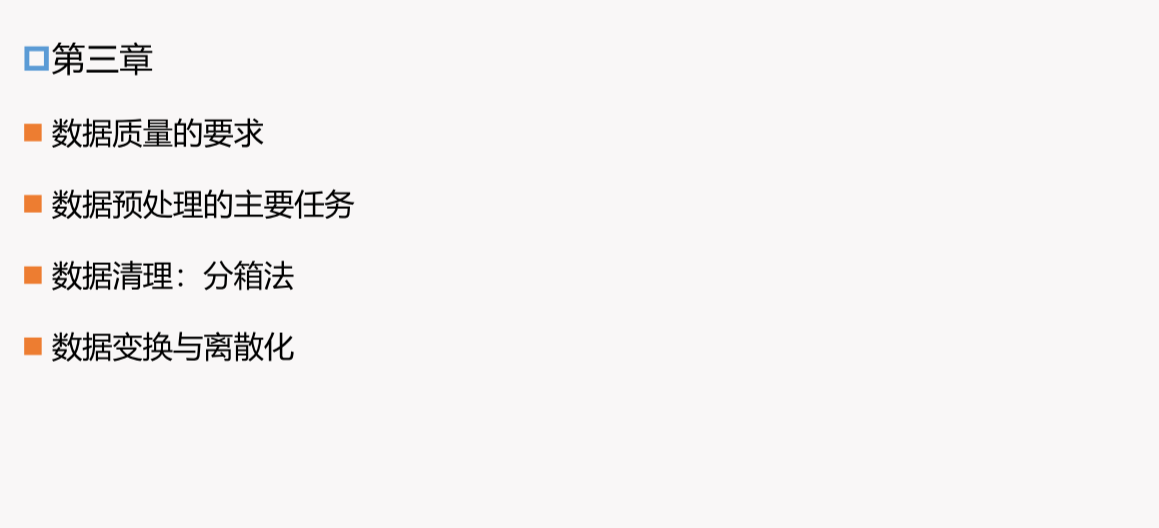 第三章
数据质量的要求
数据预处理的主要任务
数据清理：分箱法
数据变换与离散化